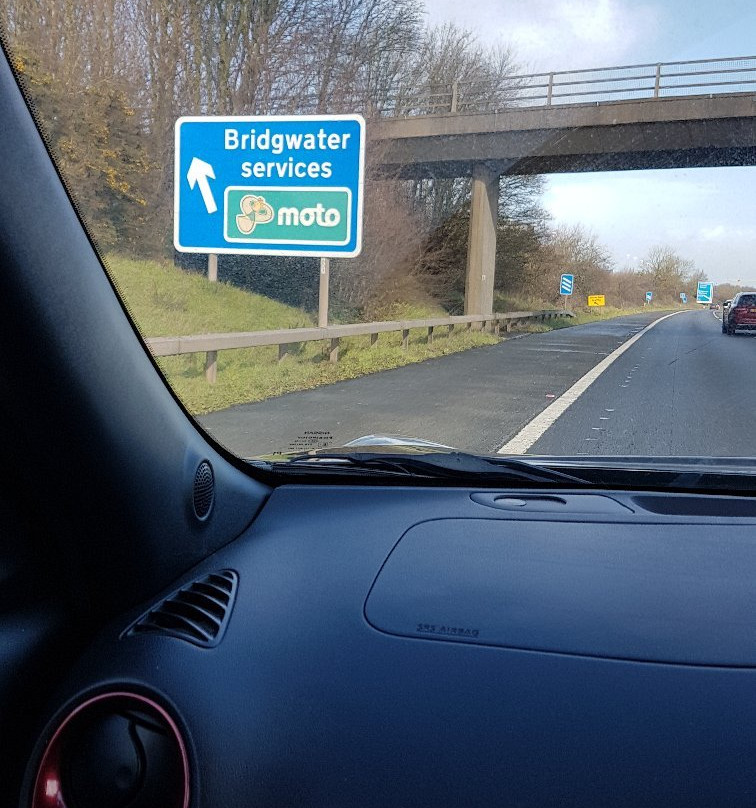 Bridgwater
services
moto
SRS AIRBAG